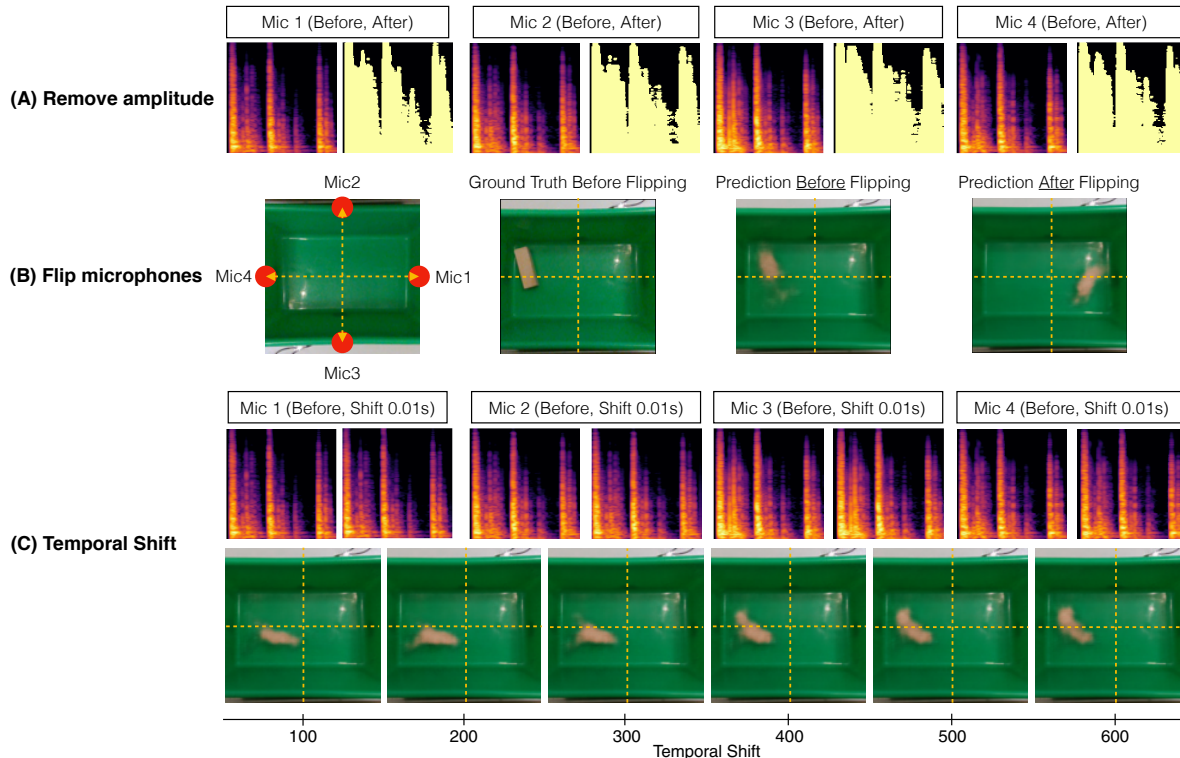 Mic 1 (Before, After)
Mic 2 (Before, After)
Mic 3 (Before, After)
Mic 4 (Before, After)
(A) Remove amplitude
Mic2
Ground Truth Before Flipping
Prediction Before Flipping
Prediction After Flipping
(B) Flip microphones
Mic4
Mic1
Mic3
Mic 1 (Before, Shift 0.01s)
Mic 2 (Before, Shift 0.01s)
Mic 3 (Before, Shift 0.01s)
Mic 4 (Before, Shift 0.01s)
(C) Temporal Shift
100 200 300 400 500 600
Temporal Shift